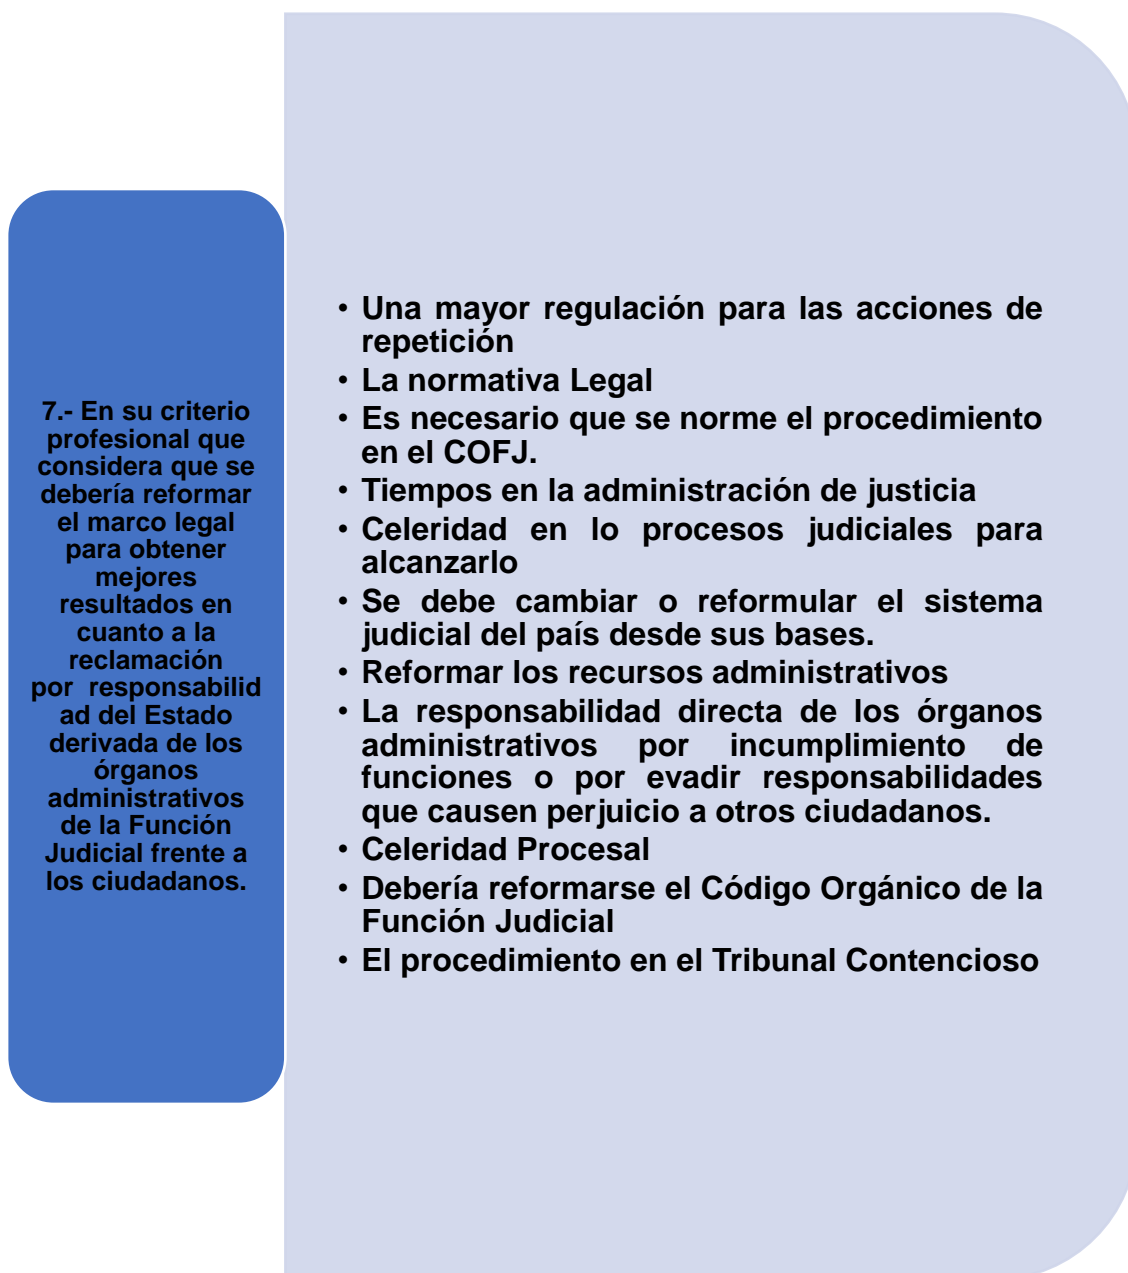 7.- En su criterio
profesional que
considera que se
debería reformar
el marco legal
para obtener
mejores
resultados en
cuanto a la
reclamación
por  responsabilid
ad del Estado
derivada de los
órganos
administrativos
de la Función
Judicial frente a
los ciudadanos.
• Una mayor regulación para las acciones de
repetición
• La normativa Legal
• Es necesario que se norme el procedimiento
en el COFJ.
• Tiempos en la administración de justicia
• Celeridad en lo procesos judiciales para
alcanzarlo
• Se debe cambiar o reformular el sistema
judicial del país desde sus bases.
• Reformar los recursos administrativos
• La responsabilidad directa de los órganos
administrativos por incumplimiento de
funciones o por evadir responsabilidades
que causen perjuicio a otros ciudadanos.
• Celeridad Procesal
• Debería reformarse el Código Orgánico de la
Función Judicial
• El procedimiento en el Tribunal Contencioso